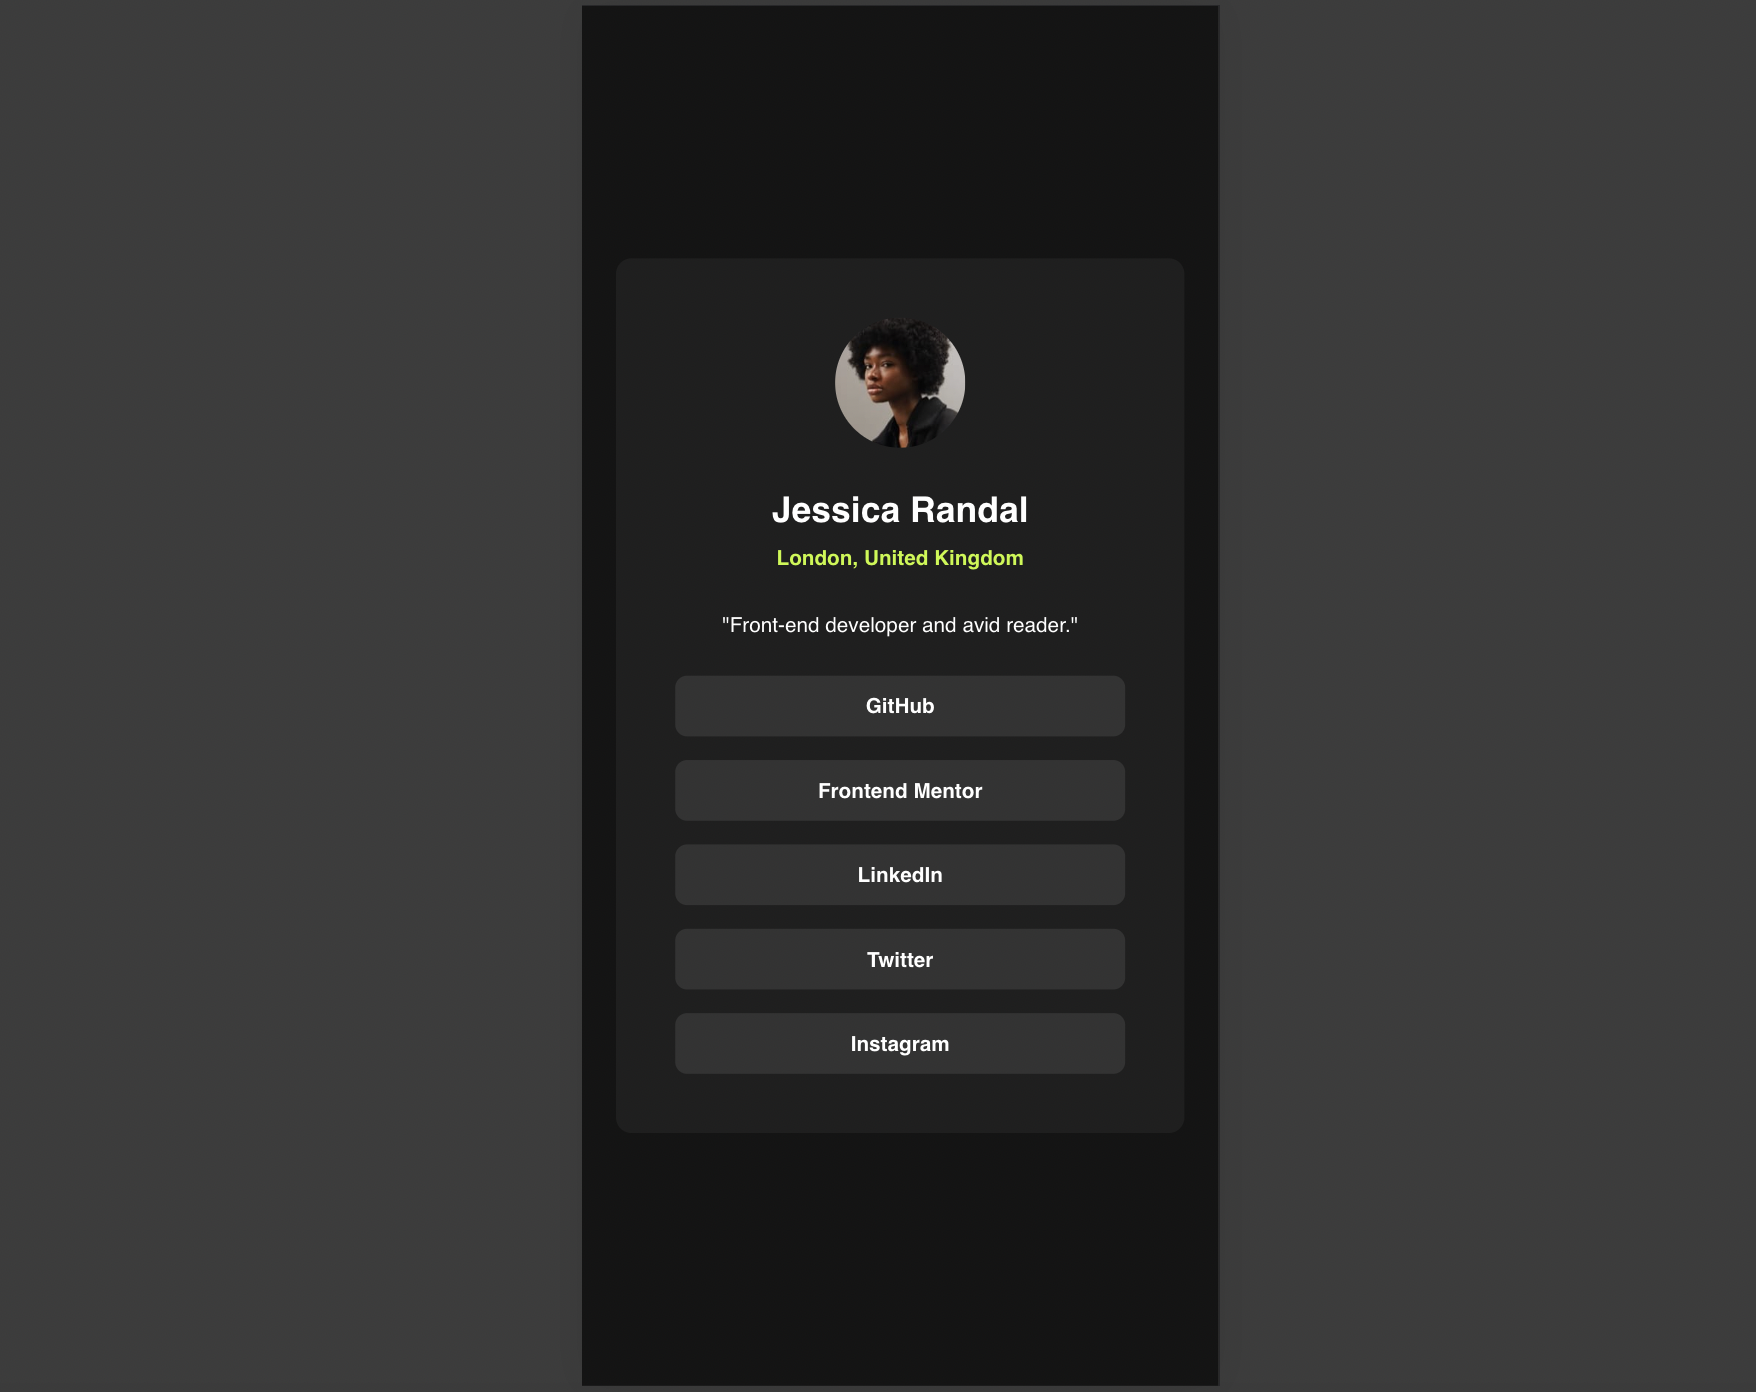 Jessica Randal
London, United Kingdom
"Front-end developer and avid reader."
GitHub
Frontend Mentor
LinkedIn
Twitter
Instagram